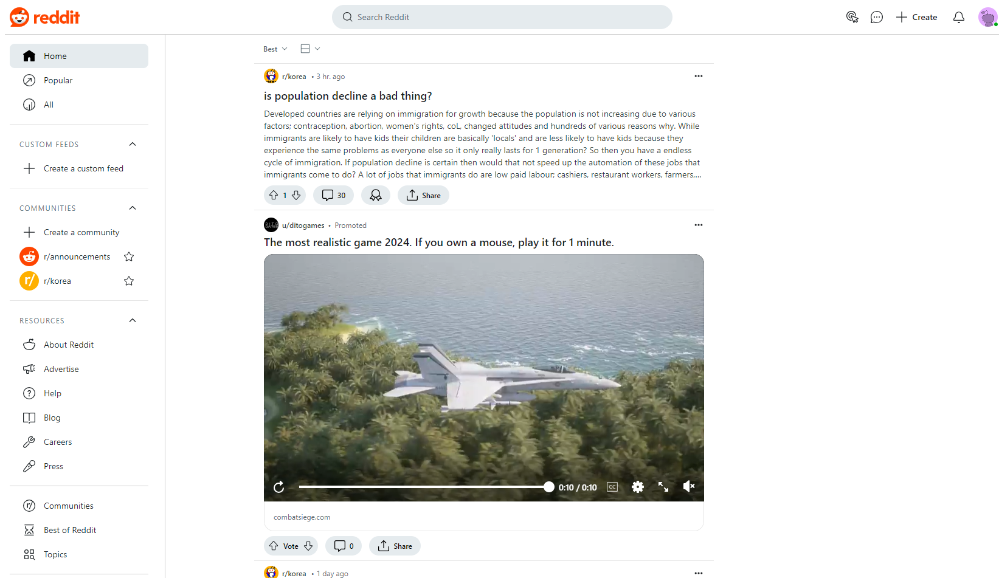 reddit
Search Reddit
Create
Home
Popular
All
CUSTOM FEEDS
Create a custom feed
COMMUNITIES
Create a community
r/announcements
r/korea
RESOURCES
About Reddit
Advertise
Help
Blog
Careers
Press
Communities
Best of Reddit
Topics
Best
r/korea • 3 hr. ago
is population decline a bad thing?
Developed countries are relying on immigration for growth because the population is not increasing due to various
factors; contraception, abortion, women's rights, coL, changed attitudes and hundreds of various reasons why. While
immigrants are likely to have kids their children are basically 'locals' and are less likely to have kids because they
experience the same problems as everyone else so it only really lasts for 1 generation? So then you have a endless
cycle of immigration. If population decline is certain then would that not speed up the automation of these jobs that
immigrants come to do? A lot of jobs that immigrants do are low paid labour; cashiers, restaurant workers, farmers,...
1 30 Share
DITO GAMES
u/ditogames • Promoted
The most realistic game 2024. If you own a mouse, play it for 1 minute.
0:10 / 0:10 CC
combatsiege.com
Vote 0 Share
r/korea • 1 day ago